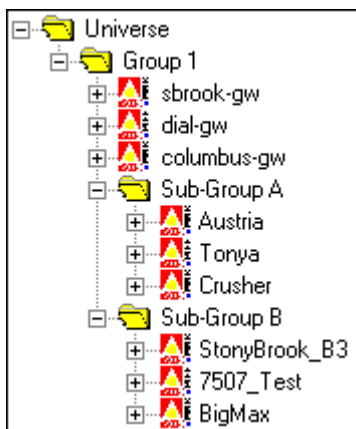 Universe
Group 1
sbrook-gw
dial-gw
columbus-gw
Sub-Group A
Austria
Tonya
Crusher
Sub-Group B
StonyBrook_B3
7507_Test
BigMax